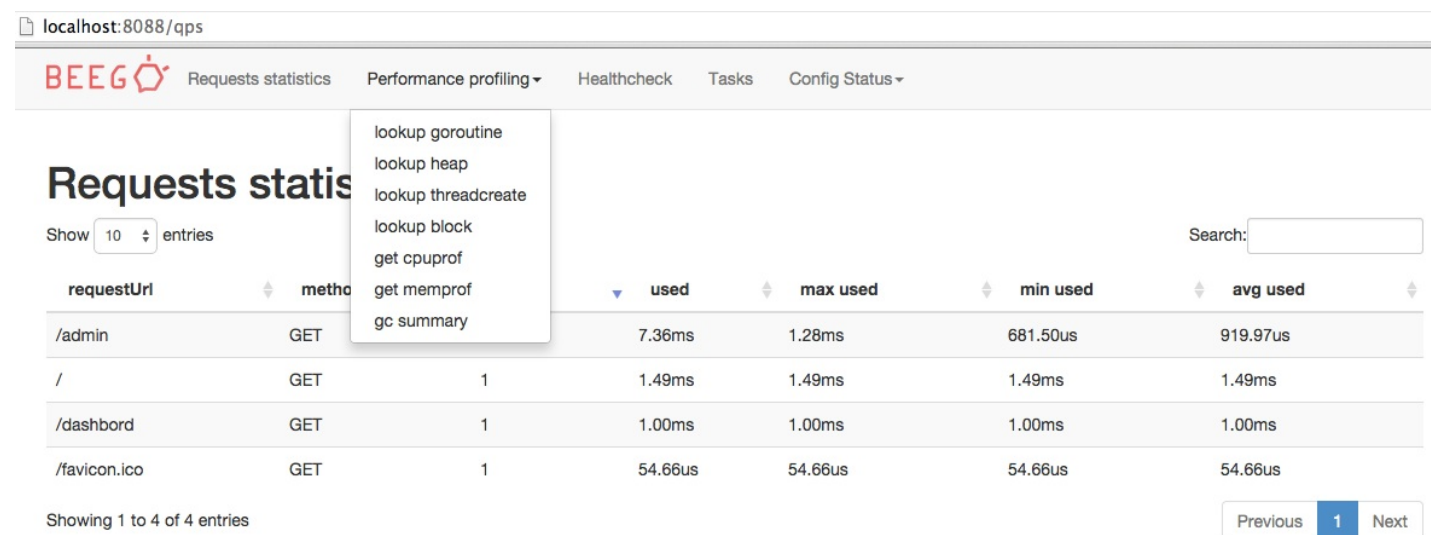 localhost:8088/qps
BEEGO Requests statistics Performance profiling Healthcheck Tasks Config Status
lookup goroutine
lookup heap
lookup threadcreate
lookup block
get cpuprof
get memprof
gc summary
Requests statis
Show 10 entries Search:
requestUrl metho used max used min used avg used
/admin GET 7.36ms 1.28ms 681.50us 919.97us
/ GET 1 1.49ms 1.49ms 1.49ms 1.49ms
/dashbord GET 1 1.00ms 1.00ms 1.00ms 1.00ms
/favicon.ico GET 1 54.66us 54.66us 54.66us 54.66us
Showing 1 to 4 of 4 entries Previous 1 Next